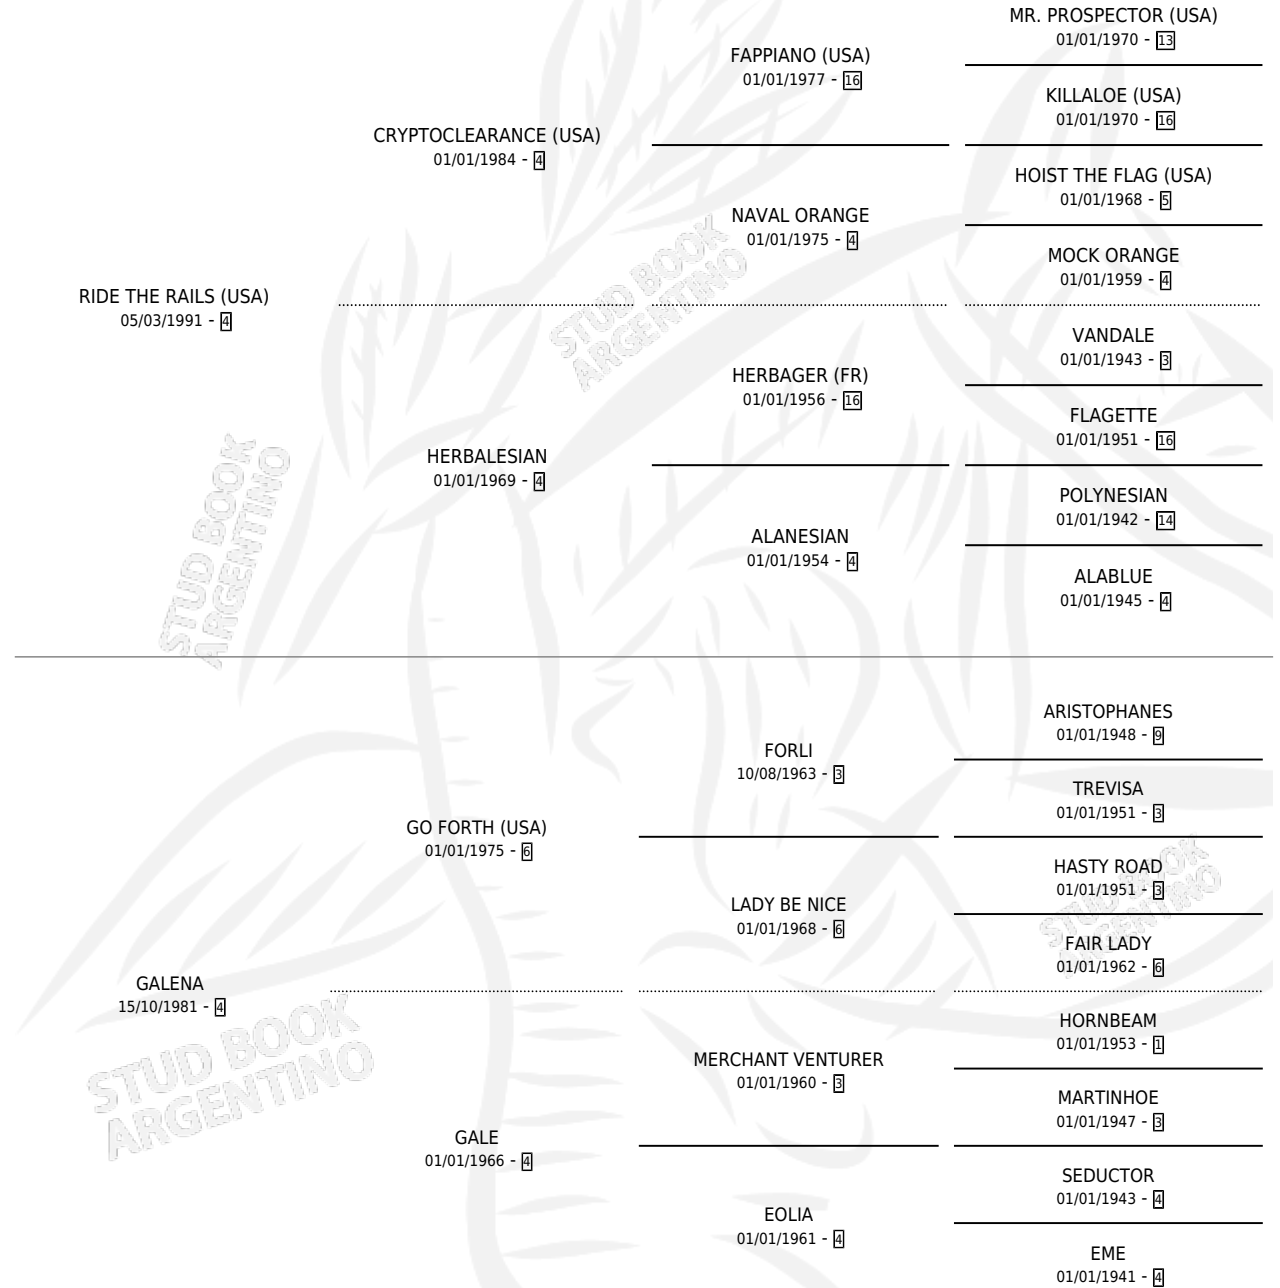 MR. PROSPECTOR (USA)
01/01/1970 - 13
FAPPIANO (USA)
01/01/1977 - 16
KILLALOE (USA)
01/01/1970 - 16
CRYPTOCLEARANCE (USA)
01/01/1984 - 4
HOIST THE FLAG (USA)
01/01/1968 - 5
NAVAL ORANGE
01/01/1975 - 4
MOCK ORANGE
01/01/1959 - 4
RIDE THE RAILS (USA)
05/03/1991 - 4
VANDALE
01/01/1943 - 3
HERBAGER (FR)
01/01/1956 - 16
FLAGETTE
01/01/1951 - 16
HERBALESIAN
01/01/1969 - 4
POLYNESIAN
01/01/1942 - 14
ALANESIAN
01/01/1954 - 4
ALABLUE
01/01/1945 - 4
ARISTOPHANES
01/01/1948 - 9
FORLI
10/08/1963 - 3
TREVISA
01/01/1951 - 3
GO FORTH (USA)
01/01/1975 - 6
HASTY ROAD
01/01/1951 - 3
LADY BE NICE
01/01/1968 - 6
FAIR LADY
01/01/1962 - 6
GALENA
15/10/1981 - 4
HORNBEAM
01/01/1953 - 1
MERCHANT VENTURER
01/01/1960 - 3
MARTINHOE
01/01/1947 - 3
GALE
01/01/1966 - 4
SEDUCTOR
01/01/1943 - 4
EOLIA
01/01/1961 - 4
EME
01/01/1941 - 4
STUD BOOK
ARGENTINO
STUD BOOK
ARGENTINO
STUD BOOK
ARGENTINO
STUD BOOK
ARGENTINO